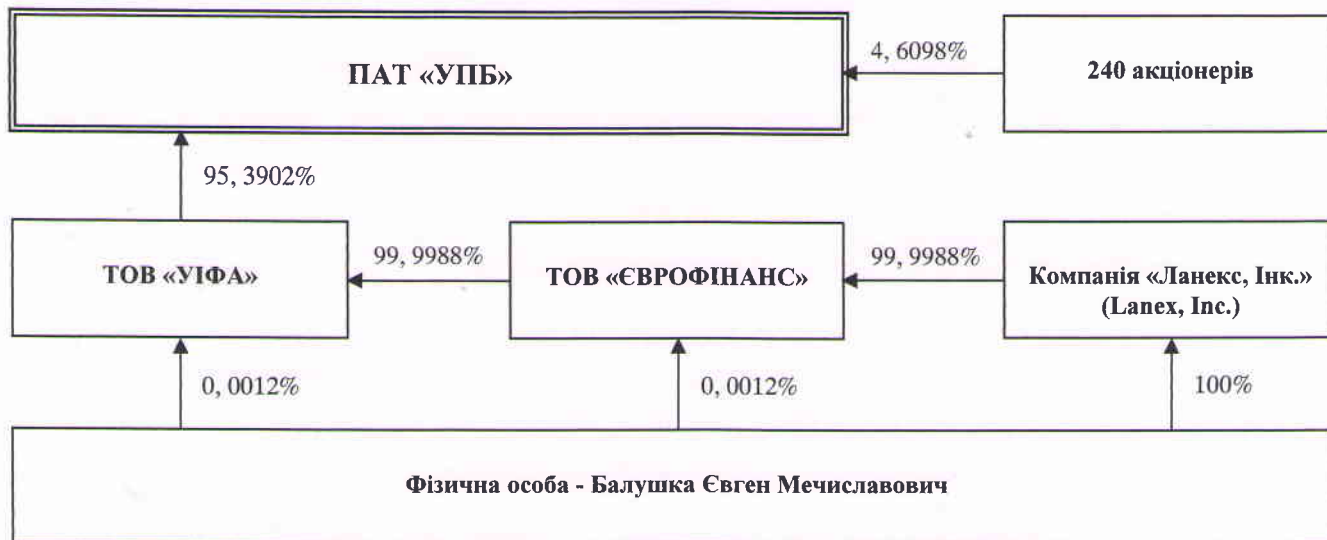 ПАТ «УПБ»
4, 6098%
240 акціонерів
95, 3902%
ТОВ «УІФА»
99, 9988%
ТОВ «ЄВРОФІНАНС»
99, 9988%
Компанія «Ланекс, Інк.»
(Lanex, Inc.)
0, 0012%
0, 0012%
100%
Фізична особа - Балушка Євген Мечиславович